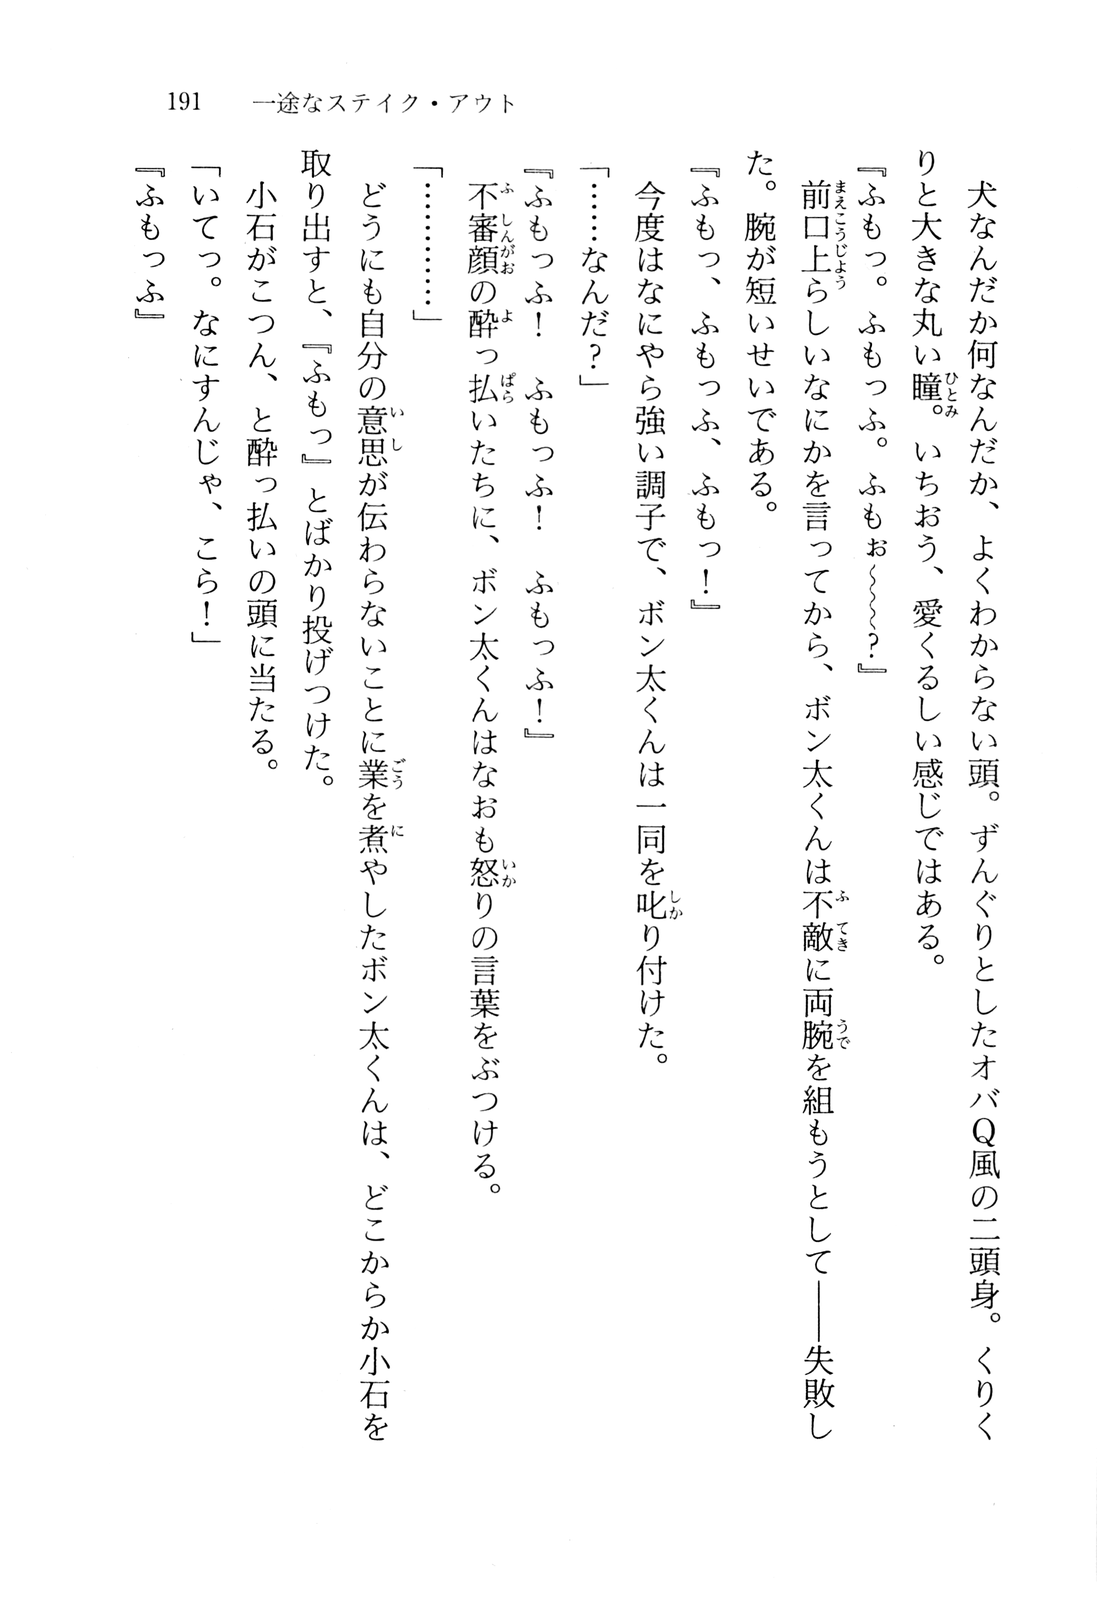 191　一途なステイク・アウト
　犬なんだか何なんだか、よくわからない頭。ずんぐりとしたオバQ風の二頭身。くりく
りと大きな丸い瞳。いちおう、愛くるしい感じではある。
『ふもっ。ふもっふ。ふもぉ〜〜〜〜？』
　前口上らしいなにかを言ってから、ボン太くんは不敵に両腕を組もうとして――失敗し
た。腕が短いせいである。
『ふもっ、ふもっふ、ふもっ！』
　今度はなにやら強い調子で、ボン太くんは一同を叱り付けた。
「……なんだ？」
『ふもっふ！　ふもっふ！　ふもっふ！』
　不審顔の酔っ払いたちに、ボン太くんはなおも怒りの言葉をぶつける。
「…………」
　どうにも自分の意思が伝わらないことに業を煮やしたボン太くんは、どこからか小石を
取り出すと、『ふもっ』とばかり投げつけた。
　小石がこつん、と酔っ払いの頭に当たる。
「いてっ。なにすんじゃ、こら！」
『ふもっふ』